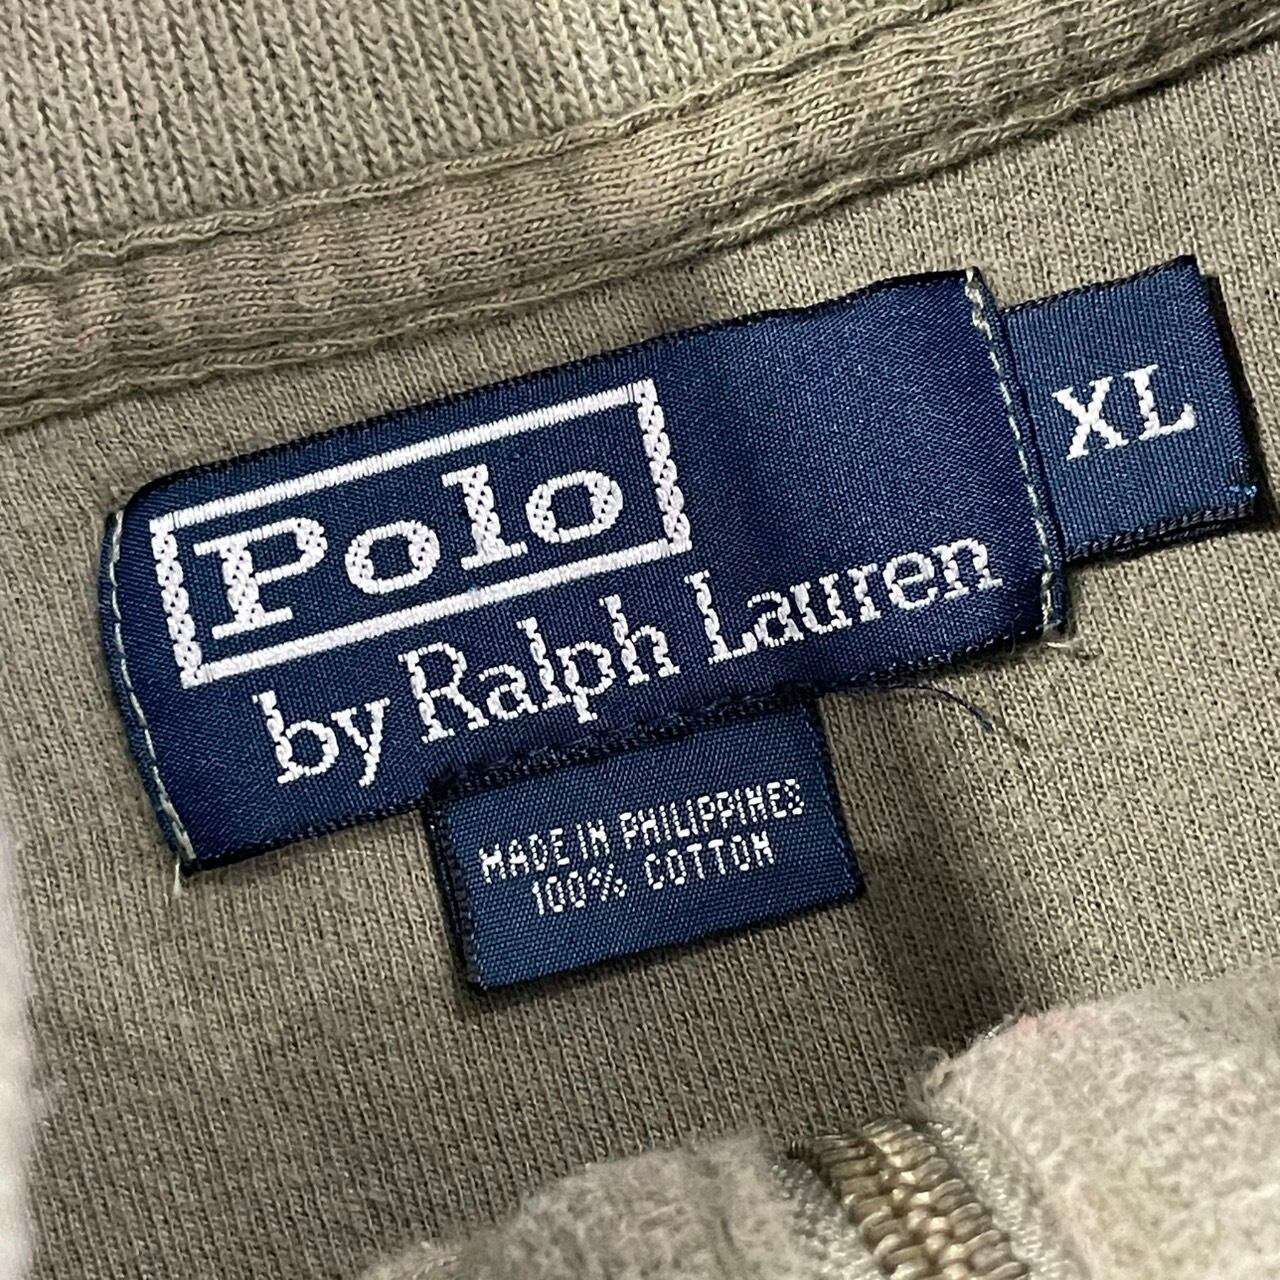 Polo
by Ralph Lauren
XL
MADE IN PHILIPPINES
100% COTTON